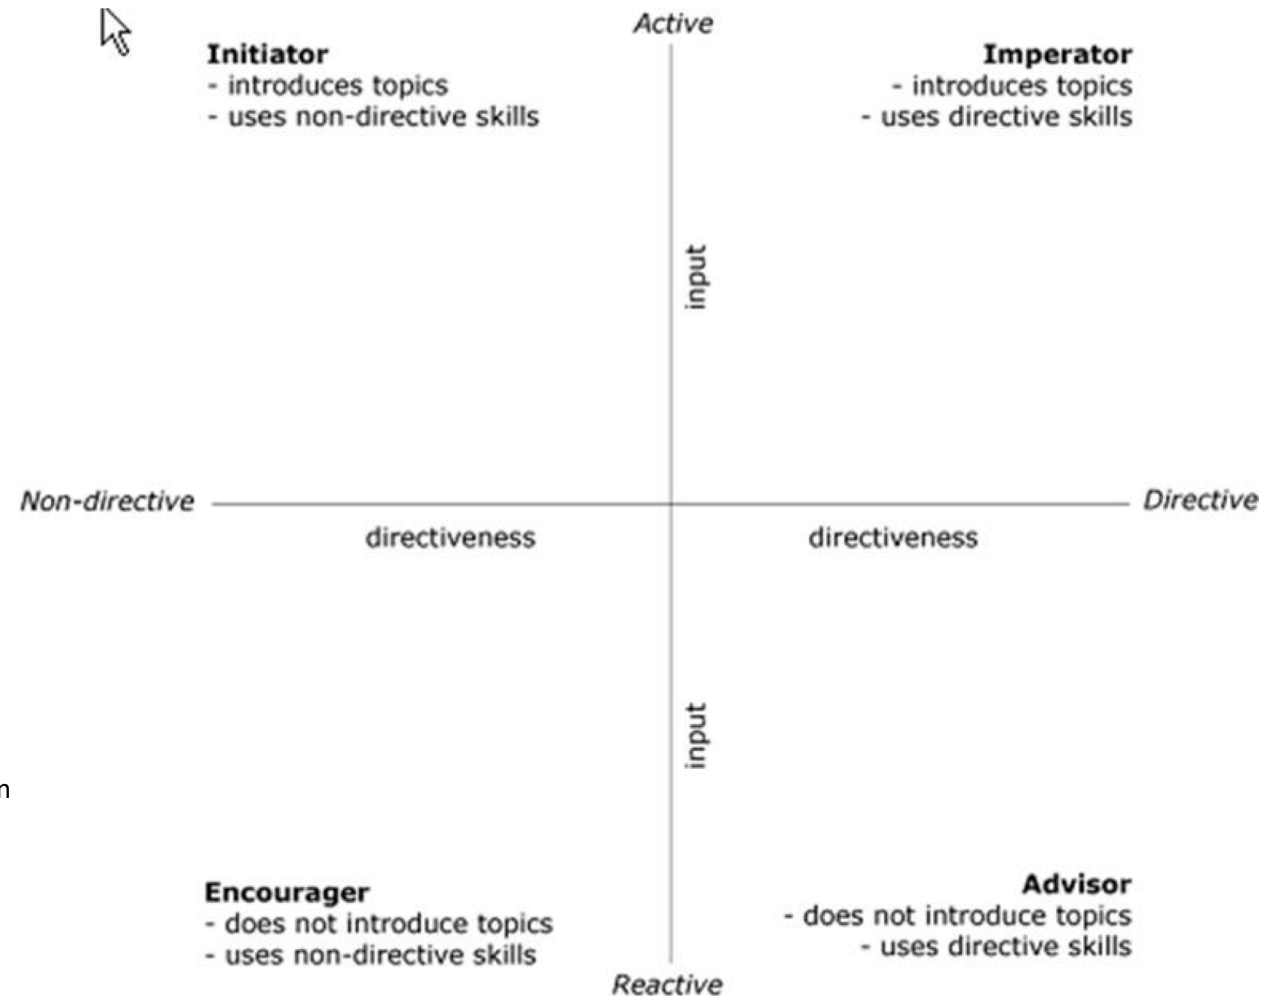 Active
Initiator
- introduces topics
- uses non-directive skills
Imperator
- introduces topics
- uses directive skills
input
Non-directive
Directive
directiveness
directiveness
input
n
Encourager
- does not introduce topics
- uses non-directive skills
Advisor
- does not introduce topics
- uses directive skills
Reactive